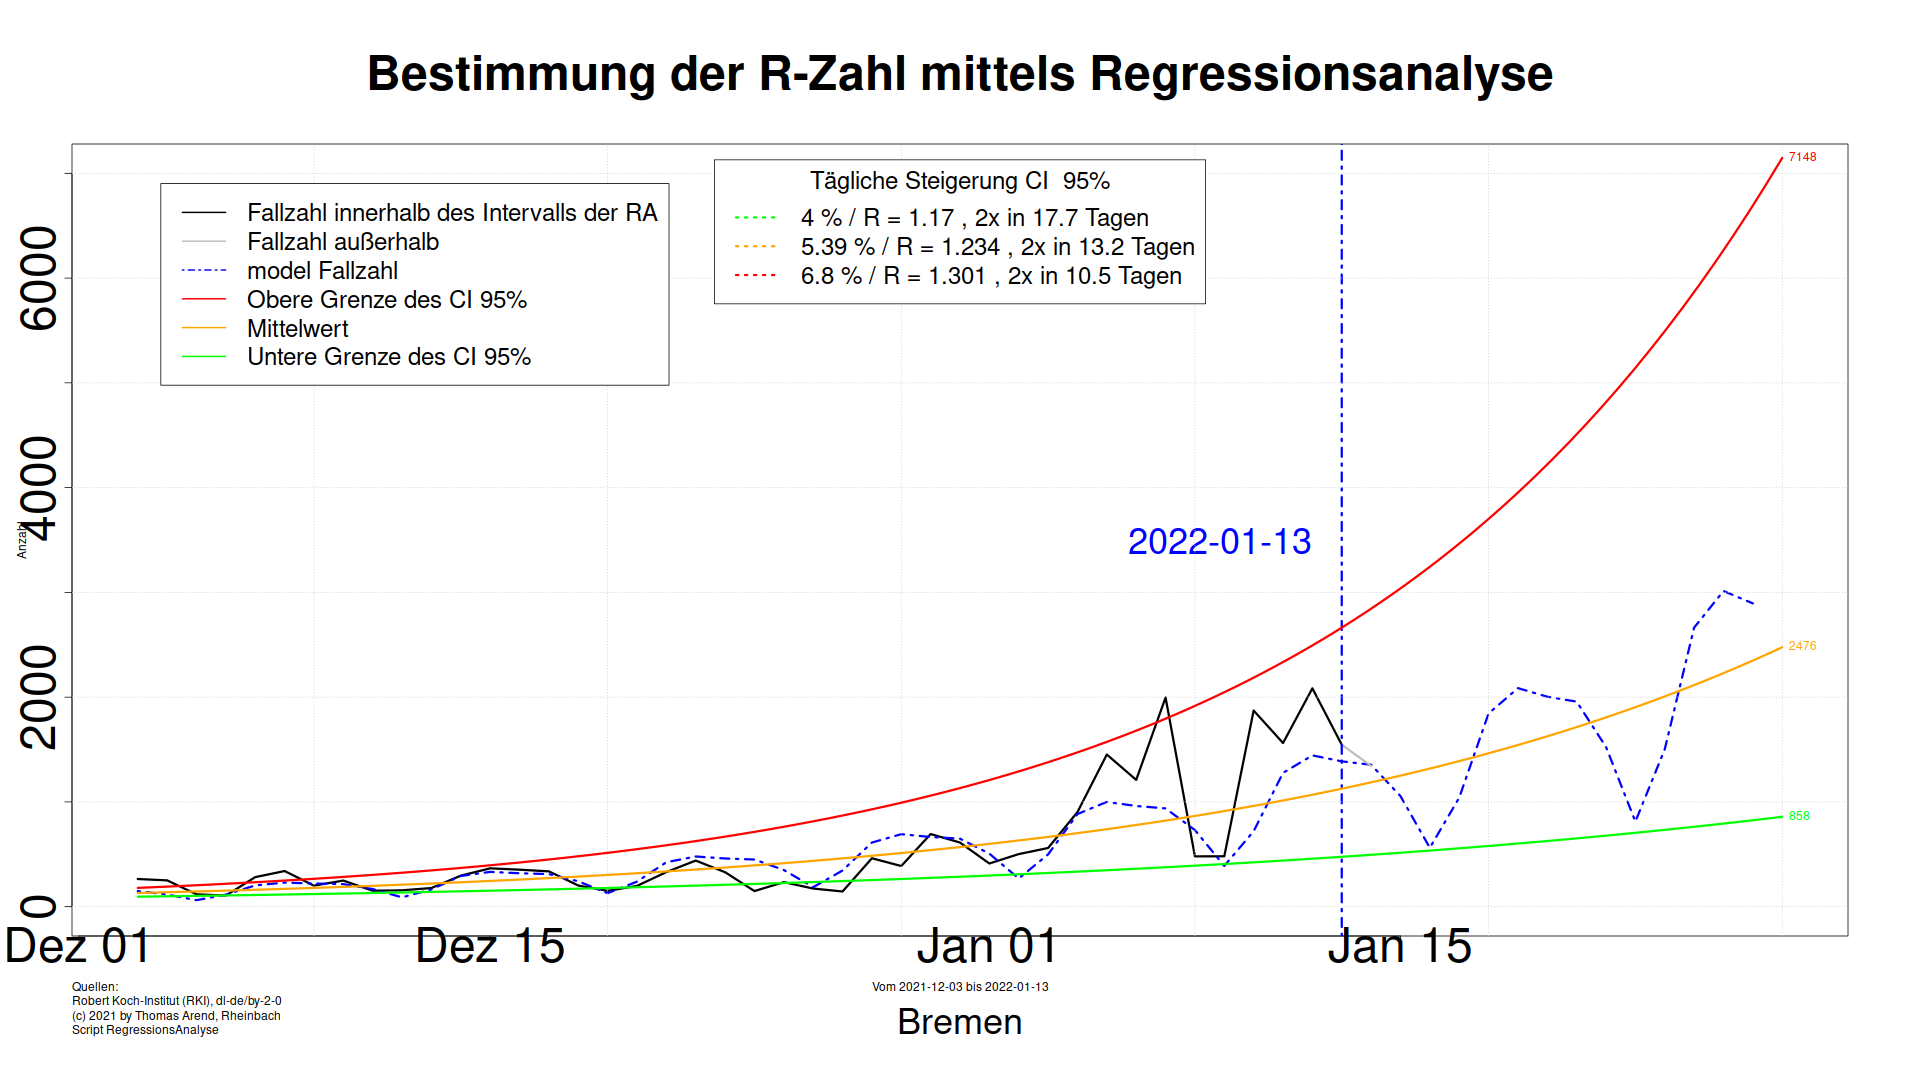 Bestimmung der R-Zahl mittels Regressionsanalyse
Fallzahl innerhalb des Intervalls der RA
Fallzahl außerhalb
model Fallzahl
Obere Grenze des CI 95%
Mittelwert
Untere Grenze des CI 95%
Tägliche Steigerung CI  95%
4 % / R = 1.17 , 2x in 17.7 Tagen
5.39 % / R = 1.234 , 2x in 13.2 Tagen
6.8 % / R = 1.301 , 2x in 10.5 Tagen
7148
2476
858
2022-01-13
Anzahl
6000
4000
2000
0
Dez 01
Dez 15
Jan 01
Jan 15
Vom 2021-12-03 bis 2022-01-13
Bremen
Quellen:
Robert Koch-Institut (RKI), dl-de/by-2-0
(c) 2021 by Thomas Arend, Rheinbach
Script RegressionsAnalyse